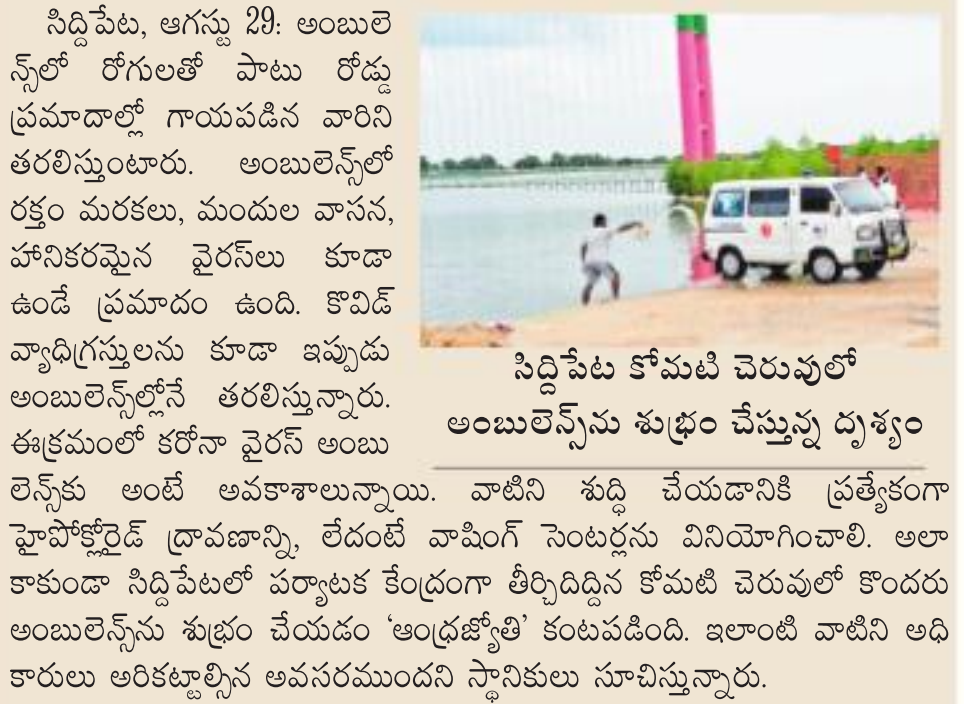 సిద్దిపేట, ఆగస్టు 29: అంబులె
న్స్‌లో రోగులతో పాటు రోడ్డు
ప్రమాదాల్లో గాయపడిన వారిని
తరలిస్తుంటారు. అంబులెన్స్‌లో
రక్తం మరకలు, మందుల వాసన,
హానికరమైన వైరస్‌లు కూడా
ఉండే ప్రమాదం ఉంది. కొవిడ్
వ్యాధిగ్రస్తులను కూడా ఇప్పుడు
అంబులెన్స్‌ల్లోనే తరలిస్తున్నారు.
ఈక్రమంలో కరోనా వైరస్ అంబు
లెన్స్‌కు అంటే అవకాశాలున్నాయి. వాటిని శుద్ధి చేయడానికి ప్రత్యేకంగా
హైపోక్లోరైడ్ ద్రావణాన్ని, లేదంటే వాషింగ్ సెంటర్లను వినియోగించాలి. అలా
కాకుండా సిద్దిపేటలో పర్యాటక కేంద్రంగా తీర్చిదిద్దిన కోమటి చెరువులో కొందరు
అంబులెన్స్‌ను శుభ్రం చేయడం ‘ఆంధ్రజ్యోతి’ కంటపడింది. ఇలాంటి వాటిని అధి
కారులు అరికట్టాల్సిన అవసరముందని స్థానికులు సూచిస్తున్నారు.
సిద్దిపేట కోమటి చెరువులో
అంబులెన్స్‌ను శుభ్రం చేస్తున్న దృశ్యం